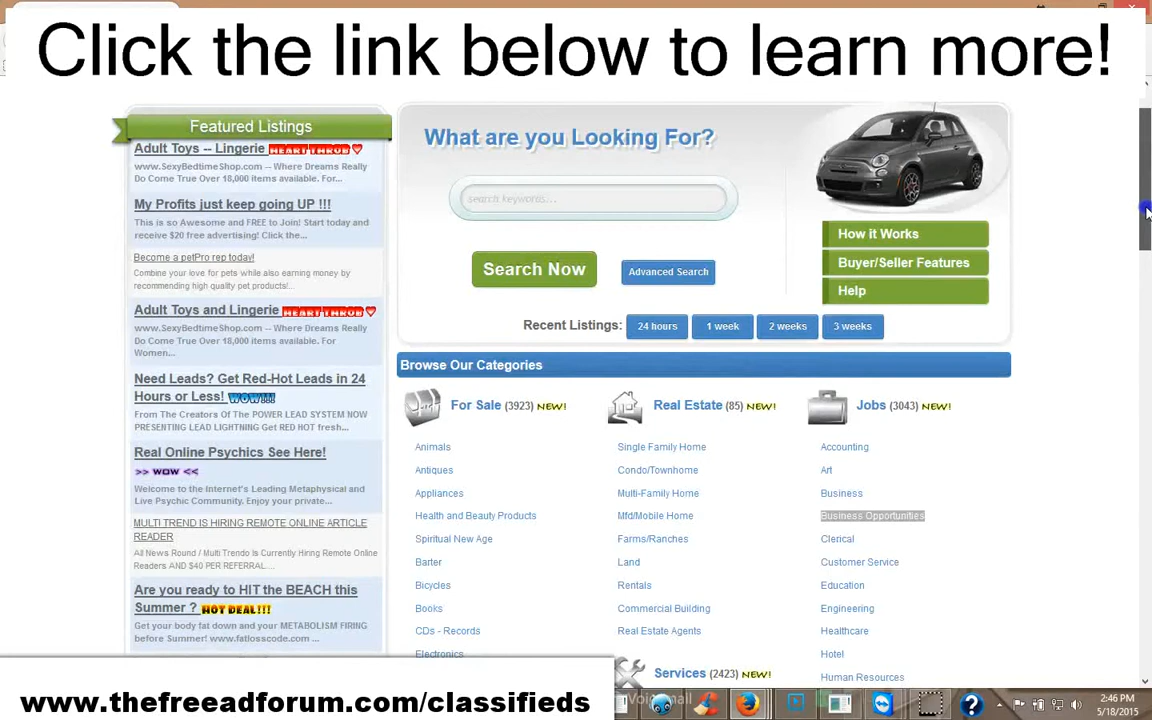 Click the link below to learn more!
Featured Listings
Adult Toys -- Lingerie HEART THROB
www.SexyBedtimeShop.com -- Where Dreams Really
Do Come True Over 18,000 items available. For...
My Profits just keep going UP !!!
This is so Awesome and FREE to Join! Start today and
receive $20 free advertising! Click the...
Become a petPro rep today!
Combine your love for pets while also earning money by
recommending high quality pet products!...
Adult Toys and Lingerie HEART THROB
www.SexyBedtimeShop.com -- Where Dreams Really
Do Come True Over 18,000 items available. For
Women...
Need Leads? Get Red-Hot Leads in 24
Hours or Less! WOW!!!
From The Creators Of The POWER LEAD SYSTEM NOW
PRESENTING LEAD LIGHTNING Get RED HOT fresh...
Real Online Psychics See Here!
>> WOW <<
Welcome to the Internet's Leading Metaphysical and
Live Psychic Community. Enjoy your private...
MULTI TREND IS HIRING REMOTE ONLINE ARTICLE
READER
All News Round / Multi Trendo Is Currently Hiring Remote Online
Readers AND $40 PER REFERRAL....
Are you ready to HIT the BEACH this
Summer ? HOT DEAL!!!
Get your body fat down and your METABOLISM FIRING
before Summer! www.fatlosscode.com ...
What are you Looking For?
search keywords...
Search Now
Advanced Search
How it Works
Buyer/Seller Features
Help
Recent Listings: 24 hours 1 week 2 weeks 3 weeks
Browse Our Categories
For Sale (3923) NEW!
Animals
Antiques
Appliances
Health and Beauty Products
Spiritual New Age
Barter
Bicycles
Books
CDs - Records
Electronics
Real Estate (85) NEW!
Single Family Home
Condo/Townhome
Multi-Family Home
Mfd/Mobile Home
Farms/Ranches
Land
Rentals
Commercial Building
Real Estate Agents
Services (2423) NEW!
Jobs (3043) NEW!
Accounting
Art
Business
Business Opportunities
Clerical
Customer Service
Education
Engineering
Healthcare
Hotel
Human Resources
www.thefreeadforum.com/classifieds
2:46 PM
5/18/2015